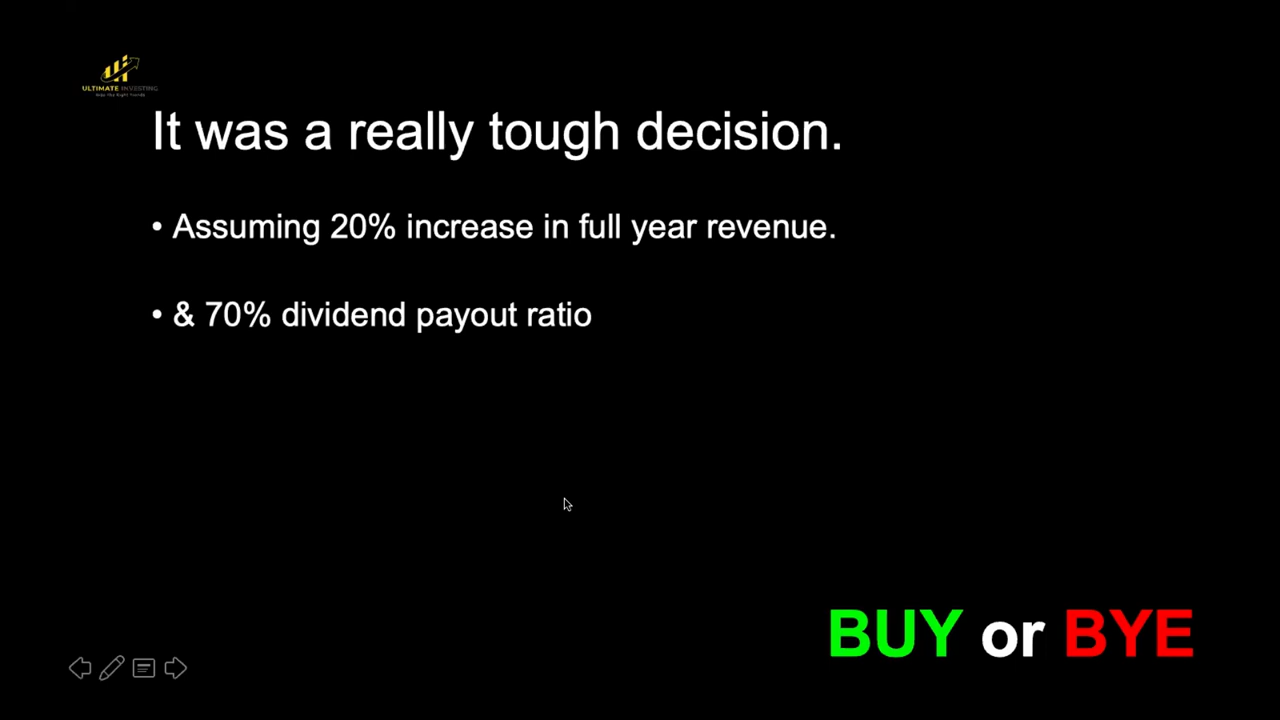 ULTIMATE INVESTING
It was a really tough decision.
• Assuming 20% increase in full year revenue.
• & 70% dividend payout ratio
BUY or BYE